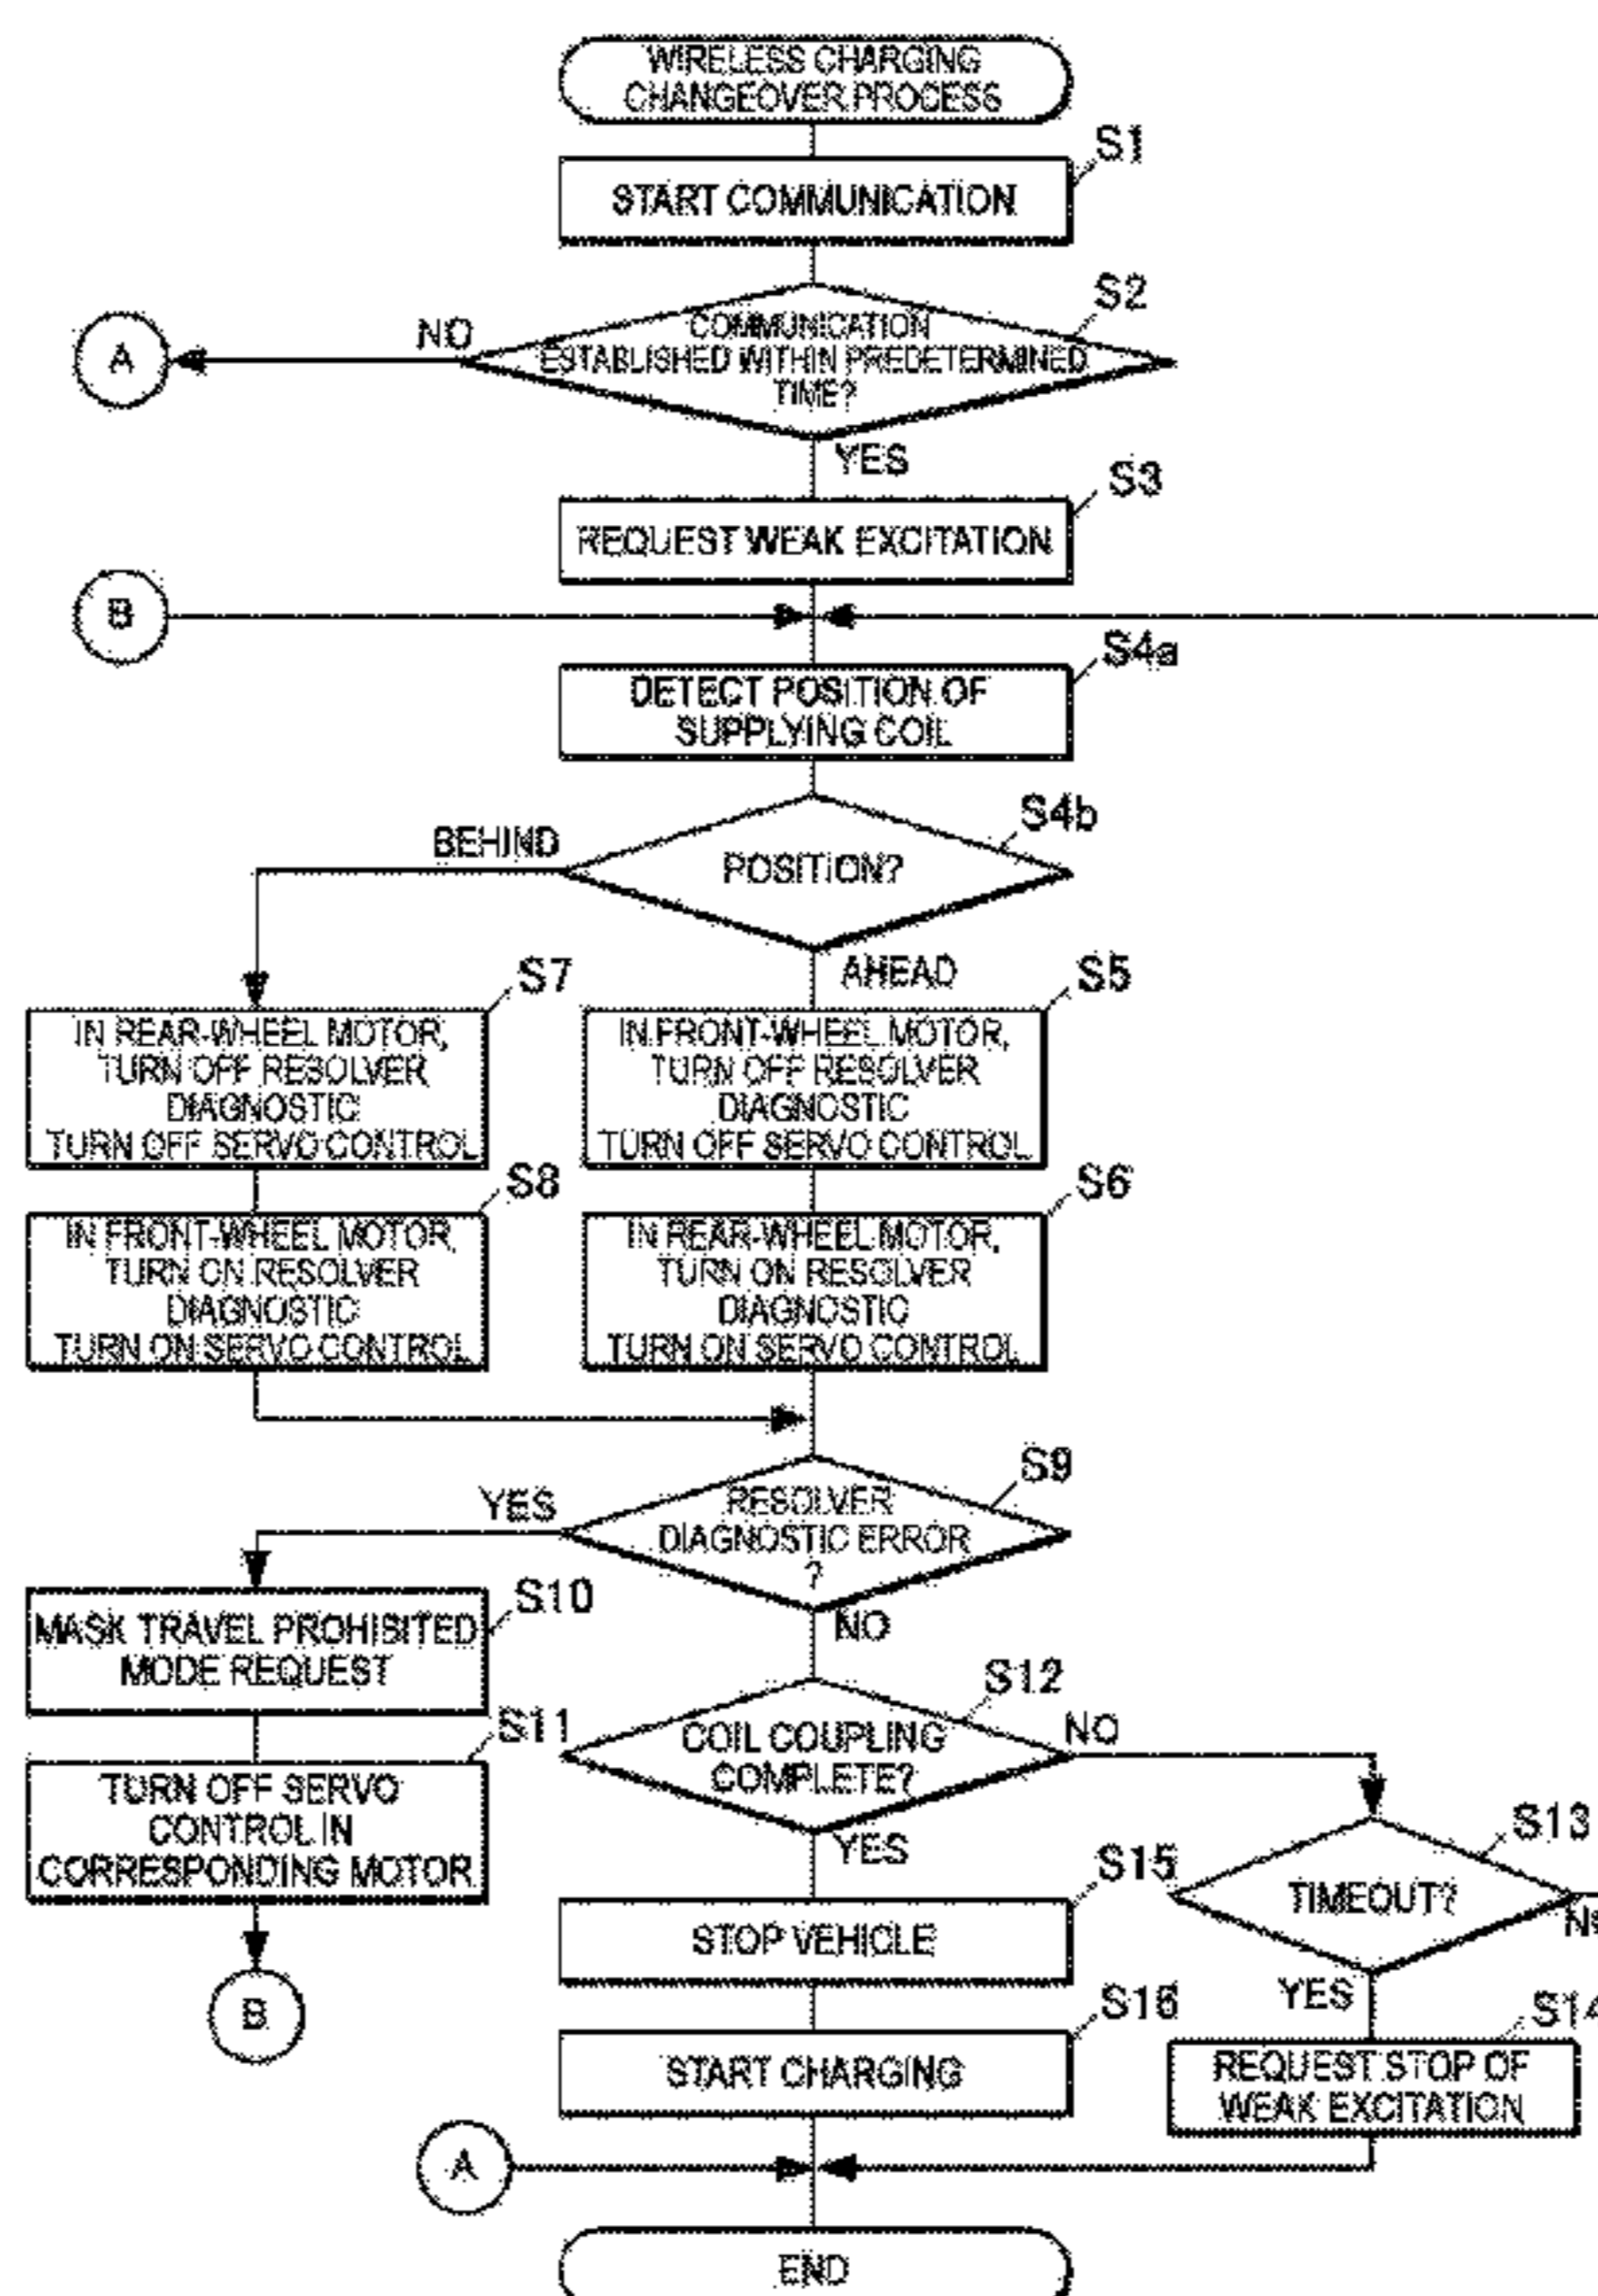 WIRELESS CHARGING
CHANGEOVER PROCESS
S1
START COMMUNICATION
S2
COMMUNICATION
ESTABLISHED WITHIN PREDETERMINED
TIME?
NO
A
YES
S3
REQUEST WEAK EXCITATION
B
S4a
DETECT POSITION OF
SUPPLYING COIL
S4b
POSITION?
BEHIND
AHEAD
S7
IN REAR-WHEEL MOTOR,
TURN OFF RESOLVER
DIAGNOSTIC
TURN OFF SERVO CONTROL
S5
IN FRONT-WHEEL MOTOR,
TURN OFF RESOLVER
DIAGNOSTIC
TURN OFF SERVO CONTROL
S8
IN FRONT-WHEEL MOTOR,
TURN ON RESOLVER
DIAGNOSTIC
TURN ON SERVO CONTROL
S6
IN REAR-WHEEL MOTOR,
TURN ON RESOLVER
DIAGNOSTIC
TURN ON SERVO CONTROL
S9
RESOLVER
DIAGNOSTIC ERROR
?
YES
NO
S10
MASK TRAVEL PROHIBITED
MODE REQUEST
S11
TURN OFF SERVO
CONTROL IN
CORRESPONDING MOTOR
B
S12
COIL COUPLING
COMPLETE?
NO
YES
S13
TIMEOUT?
YES
S14
REQUEST STOP OF
WEAK EXCITATION
S15
STOP VEHICLE
S16
START CHARGING
A
END